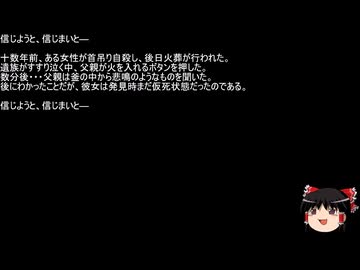 信じようと、信じまいと―
十数年前、ある女性が首吊り自殺し、後日火葬が行われた。
遺族がすすり泣く中、父親が火を入れるボタンを押した。
数分後・・・父親は釜の中から悲鳴のようなものを聞いた。
後にわかったことだが、彼女は発見時まだ仮死状態だったのである。
信じようと、信じまいと―